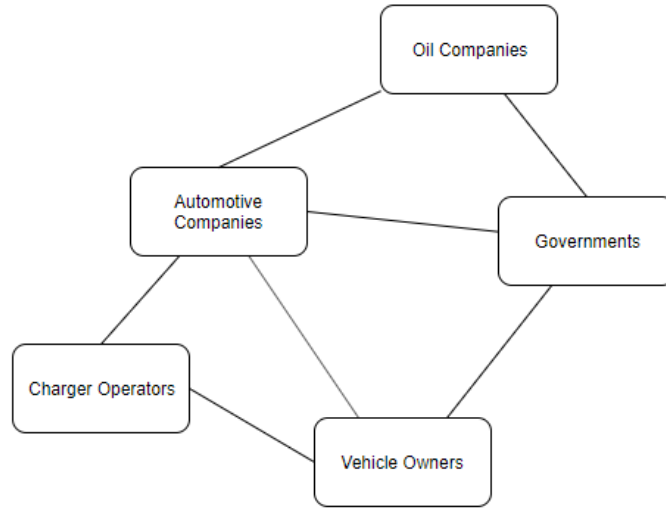 Oil Companies
Automotive
Companies
Governments
Charger Operators
Vehicle Owners